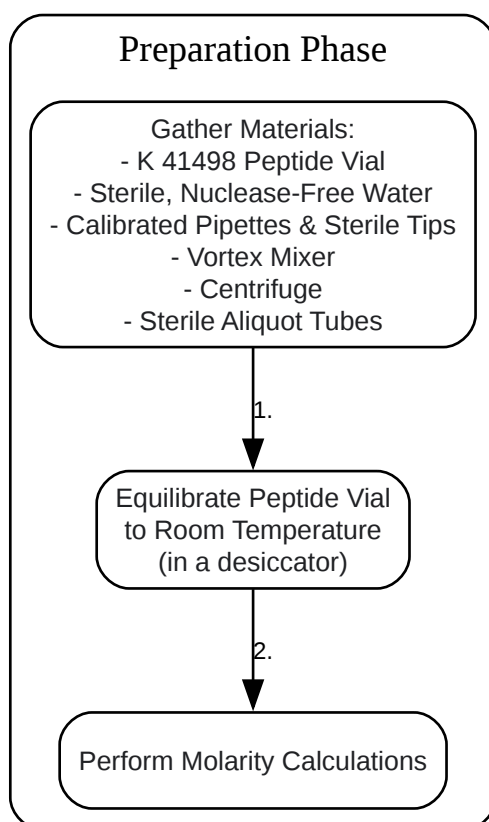 Preparation Phase
Gather Materials:
- K 41498 Peptide Vial
- Sterile, Nuclease-Free Water
- Calibrated Pipettes & Sterile Tips
- Vortex Mixer
- Centrifuge
- Sterile Aliquot Tubes
1.
Equilibrate Peptide Vial
to Room Temperature
(in a desiccator)
2.
Perform Molarity Calculations